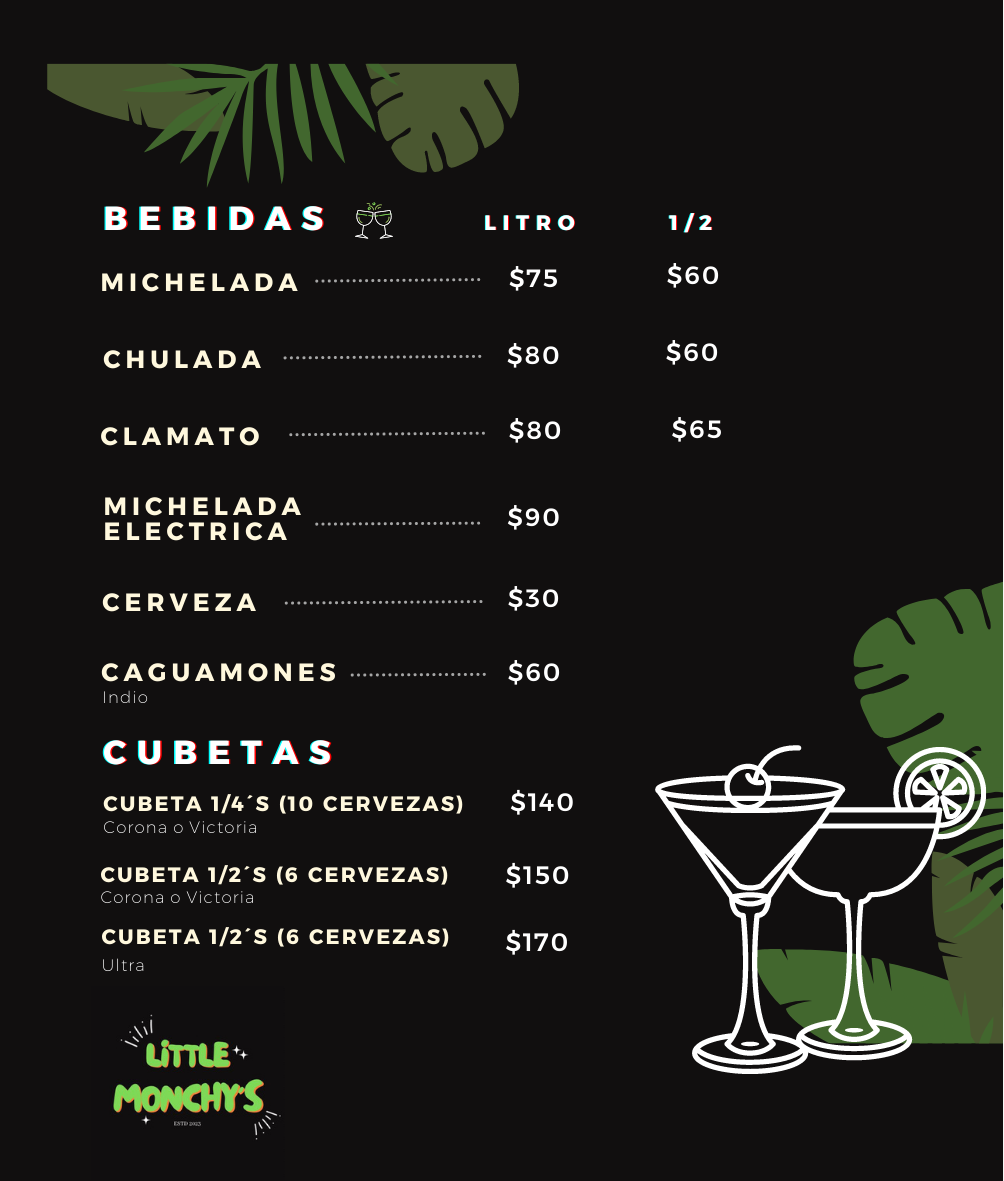 BEBIDAS LITRO 1/2
MICHELADA $75 $60
CHULADA $80 $60
CLAMATO $80 $65
MICHELADA
ELECTRICA $90
CERVEZA $30
CAGUAMONES $60
Indio
CUBETAS
CUBETA 1/4´S (10 CERVEZAS) $140
Corona o Victoria
CUBETA 1/2´S (6 CERVEZAS) $150
Corona o Victoria
CUBETA 1/2´S (6 CERVEZAS) $170
Ultra
LiTTLE
MONCHY'S
ESTD 2023